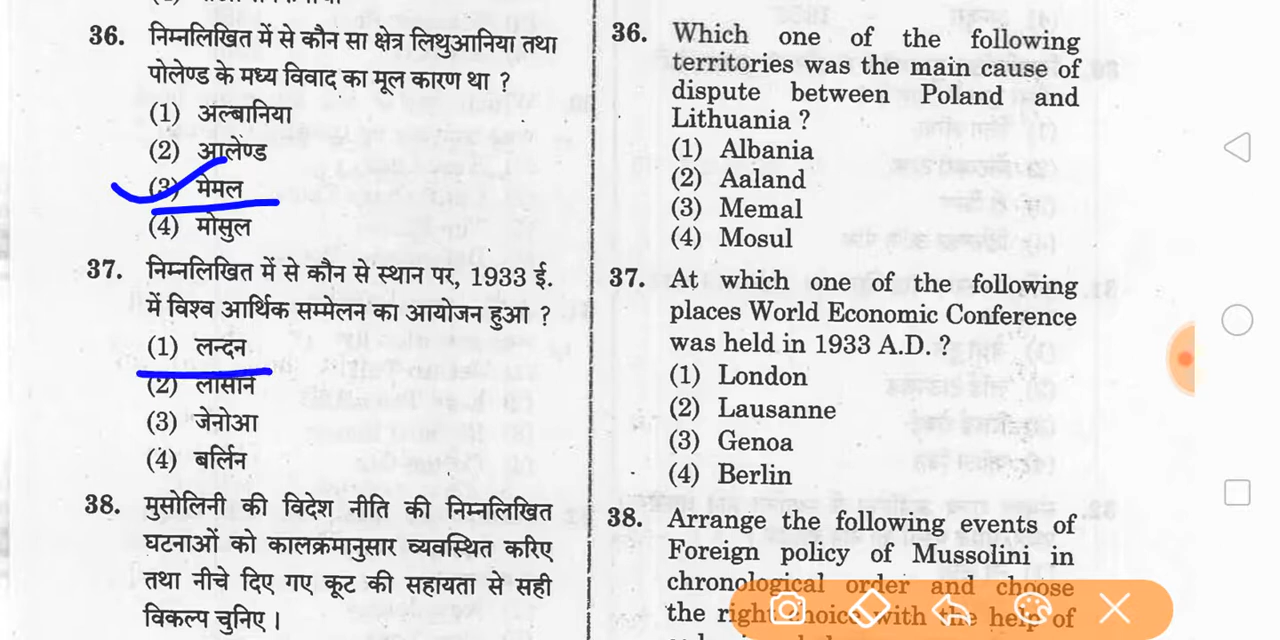 36. निम्नलिखित में से कौन सा क्षेत्र लिथुआनिया तथा
पोलेण्ड के मध्य विवाद का मूल कारण था ?
(1) अल्बानिया
(2) आलेण्ड
(3) मेमल
(4) मोसुल
37. निम्नलिखित में से कौन से स्थान पर, 1933 ई.
में विश्व आर्थिक सम्मेलन का आयोजन हुआ ?
(1) लन्दन
(2) लासान
(3) जेनोआ
(4) बर्लिन
38. मुसोलिनी की विदेश नीति की निम्नलिखित
घटनाओं को कालक्रमानुसार व्यवस्थित करिए
तथा नीचे दिए गए कूट की सहायता से सही
विकल्प चुनिए ।
36. Which one of the following
territories was the main cause of
dispute between Poland and
Lithuania ?
(1) Albania
(2) Aaland
(3) Memal
(4) Mosul
37. At which one of the following
places World Economic Conference
was held in 1933 A.D. ?
(1) London
(2) Lausanne
(3) Genoa
(4) Berlin
38. Arrange the following events of
Foreign policy of Mussolini in
chronological order and choose
the right choice with the help of